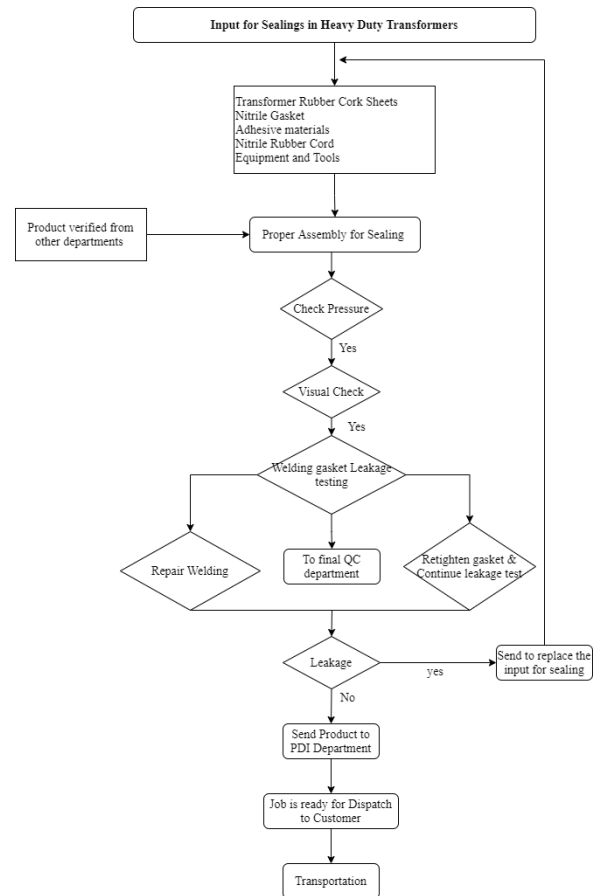 Input for Sealings in Heavy Duty Transformers
Transformer Rubber Cork Sheets
Nitrile Gasket
Adhesive materials
Nitrile Rubber Cord
Equipment and Tools
Product verified from
other departments
Proper Assembly for Sealing
Check Pressure
Yes
Visual Check
Yes
Welding gasket Leakage
testing
Repair Welding
To final QC
department
Retighten gasket &
Continue leakage test
Leakage
yes
Send to replace the
input for sealing
No
Send Product to
PDI Department
Job is ready for Dispatch
to Customer
Transportation